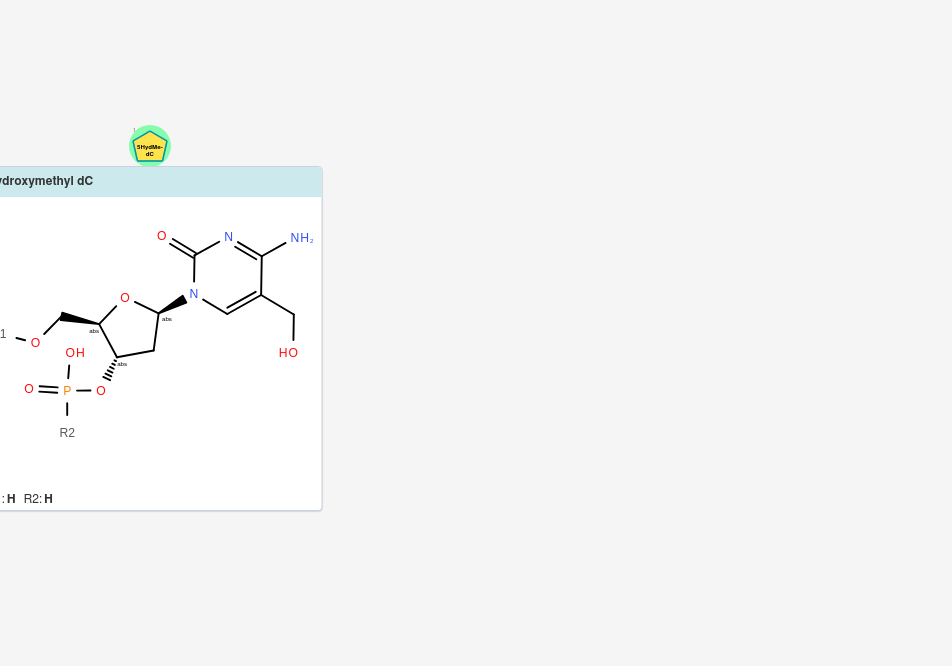 5HydMe-
dC
ydroxymethyl dC
O
N
NH₂
N
O
abs
1
abs
O
OH
HO
abs
O
P
O
R2
: H R2: H